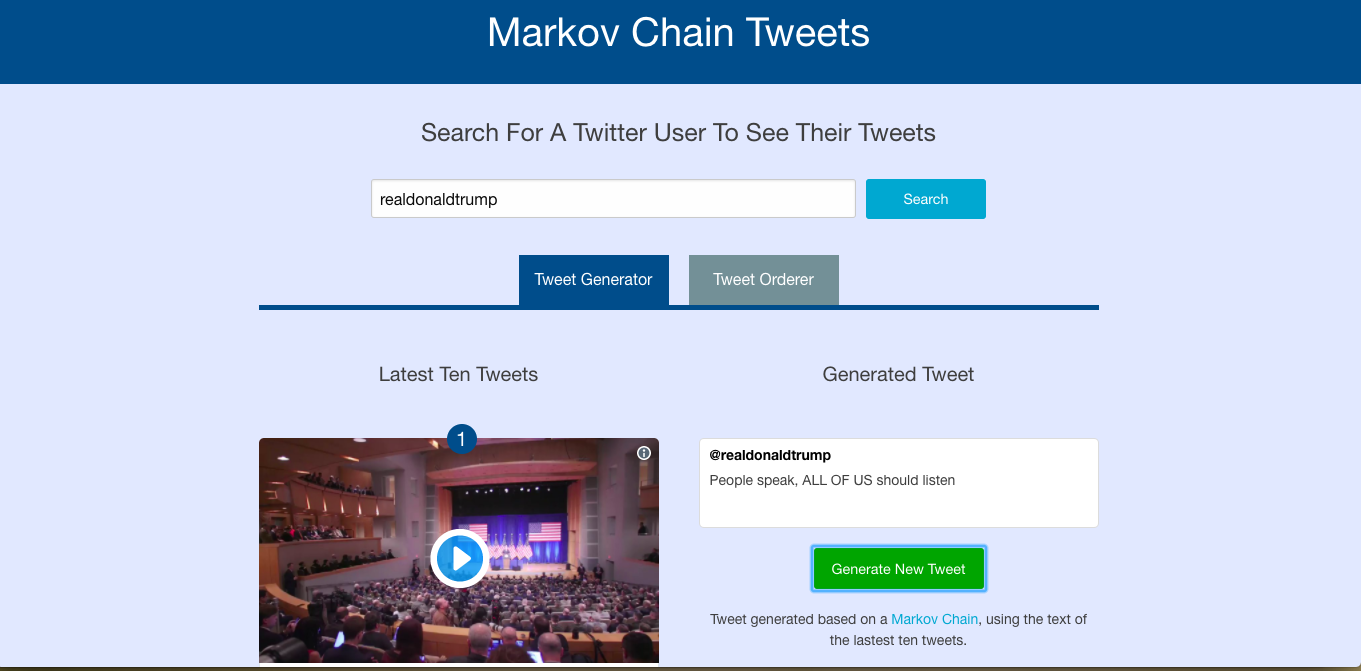 Markov Chain Tweets
Search For A Twitter User To See Their Tweets
realdonaldtrump
Search
Tweet Generator
Tweet Orderer
Latest Ten Tweets
1
Generated Tweet
@realdonaldtrump
People speak, ALL OF US should listen
Generate New Tweet
Tweet generated based on a Markov Chain, using the text of
the lastest ten tweets.